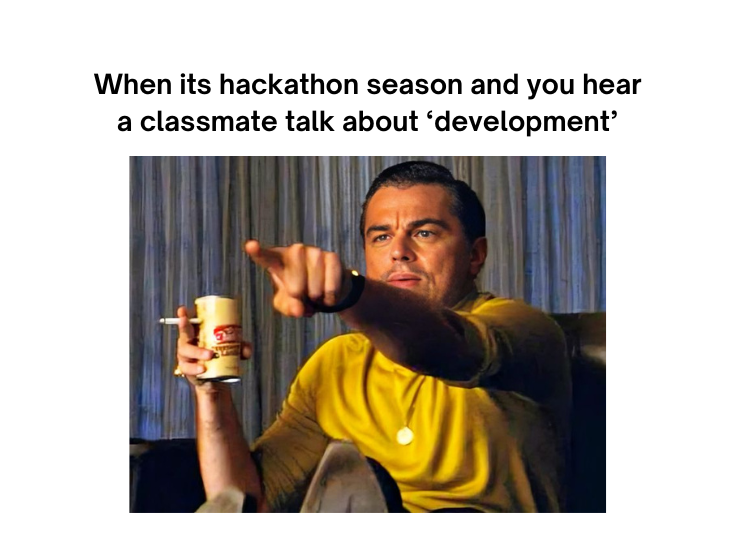 When its hackathon season and you hear
a classmate talk about ‘development’